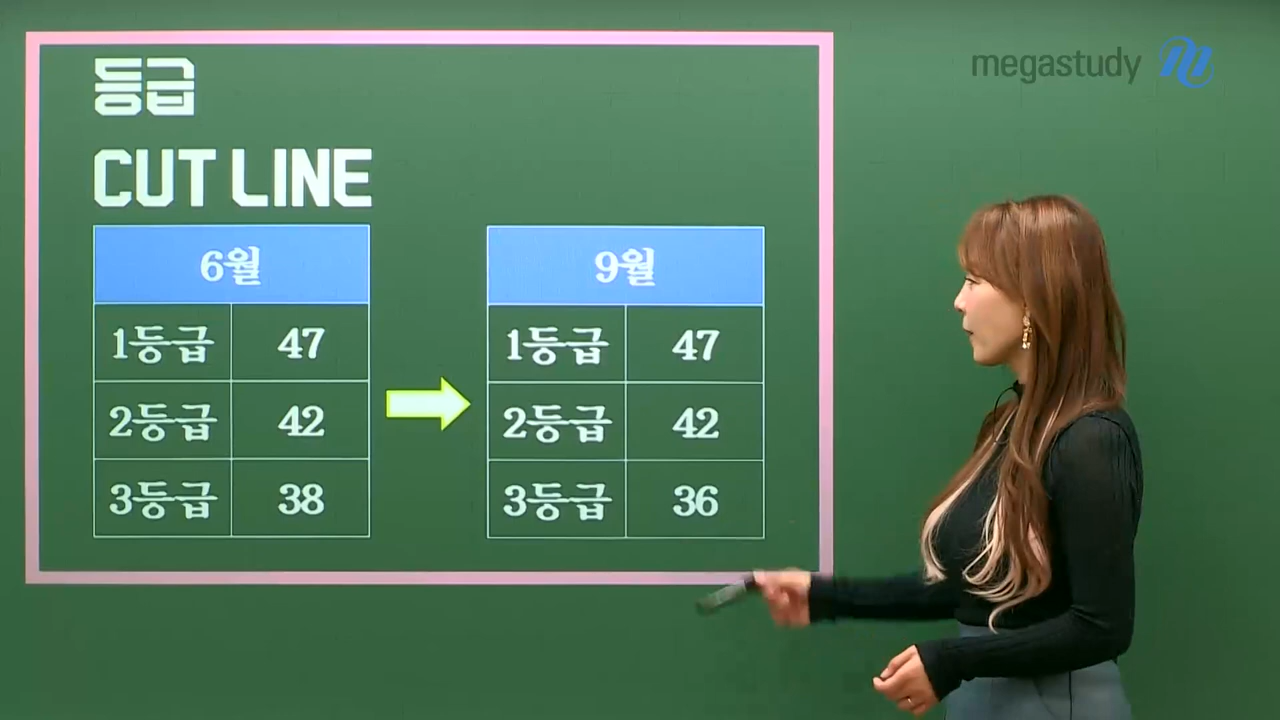 megastudy
등급
CUT LINE
6월
1등급 47
2등급 42
3등급 38
9월
1등급 47
2등급 42
3등급 36